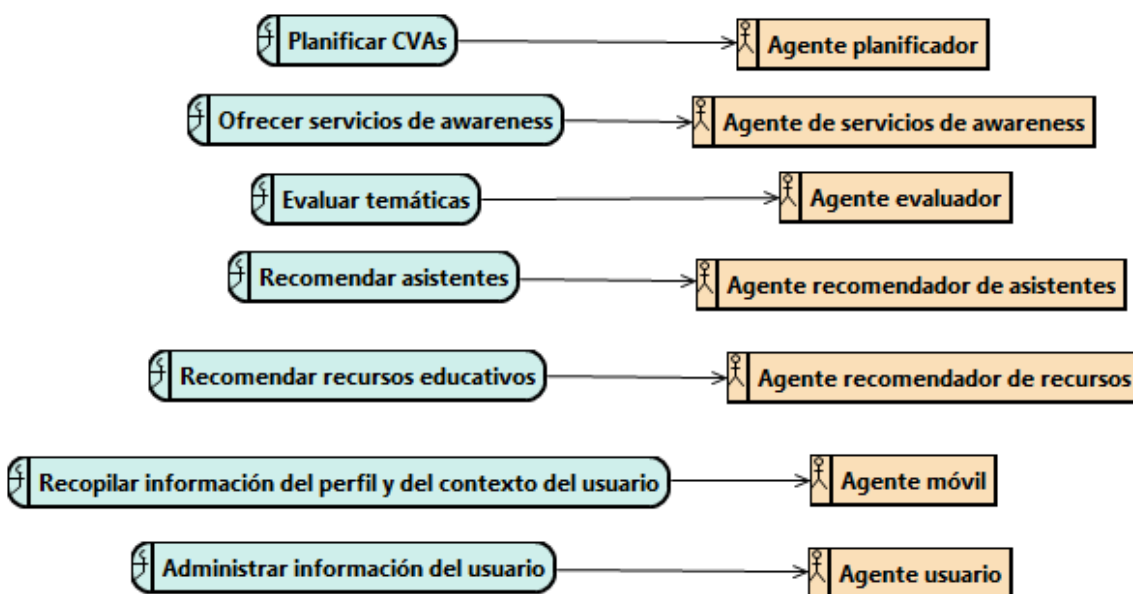 Planificar CVAs
Agente planificador
Ofrecer servicios de awareness
Agente de servicios de awareness
Evaluar temáticas
Agente evaluador
Recomendar asistentes
Agente recomendador de asistentes
Recomendar recursos educativos
Agente recomendador de recursos
Recopilar información del perfil y del contexto del usuario
Agente móvil
Administrar información del usuario
Agente usuario